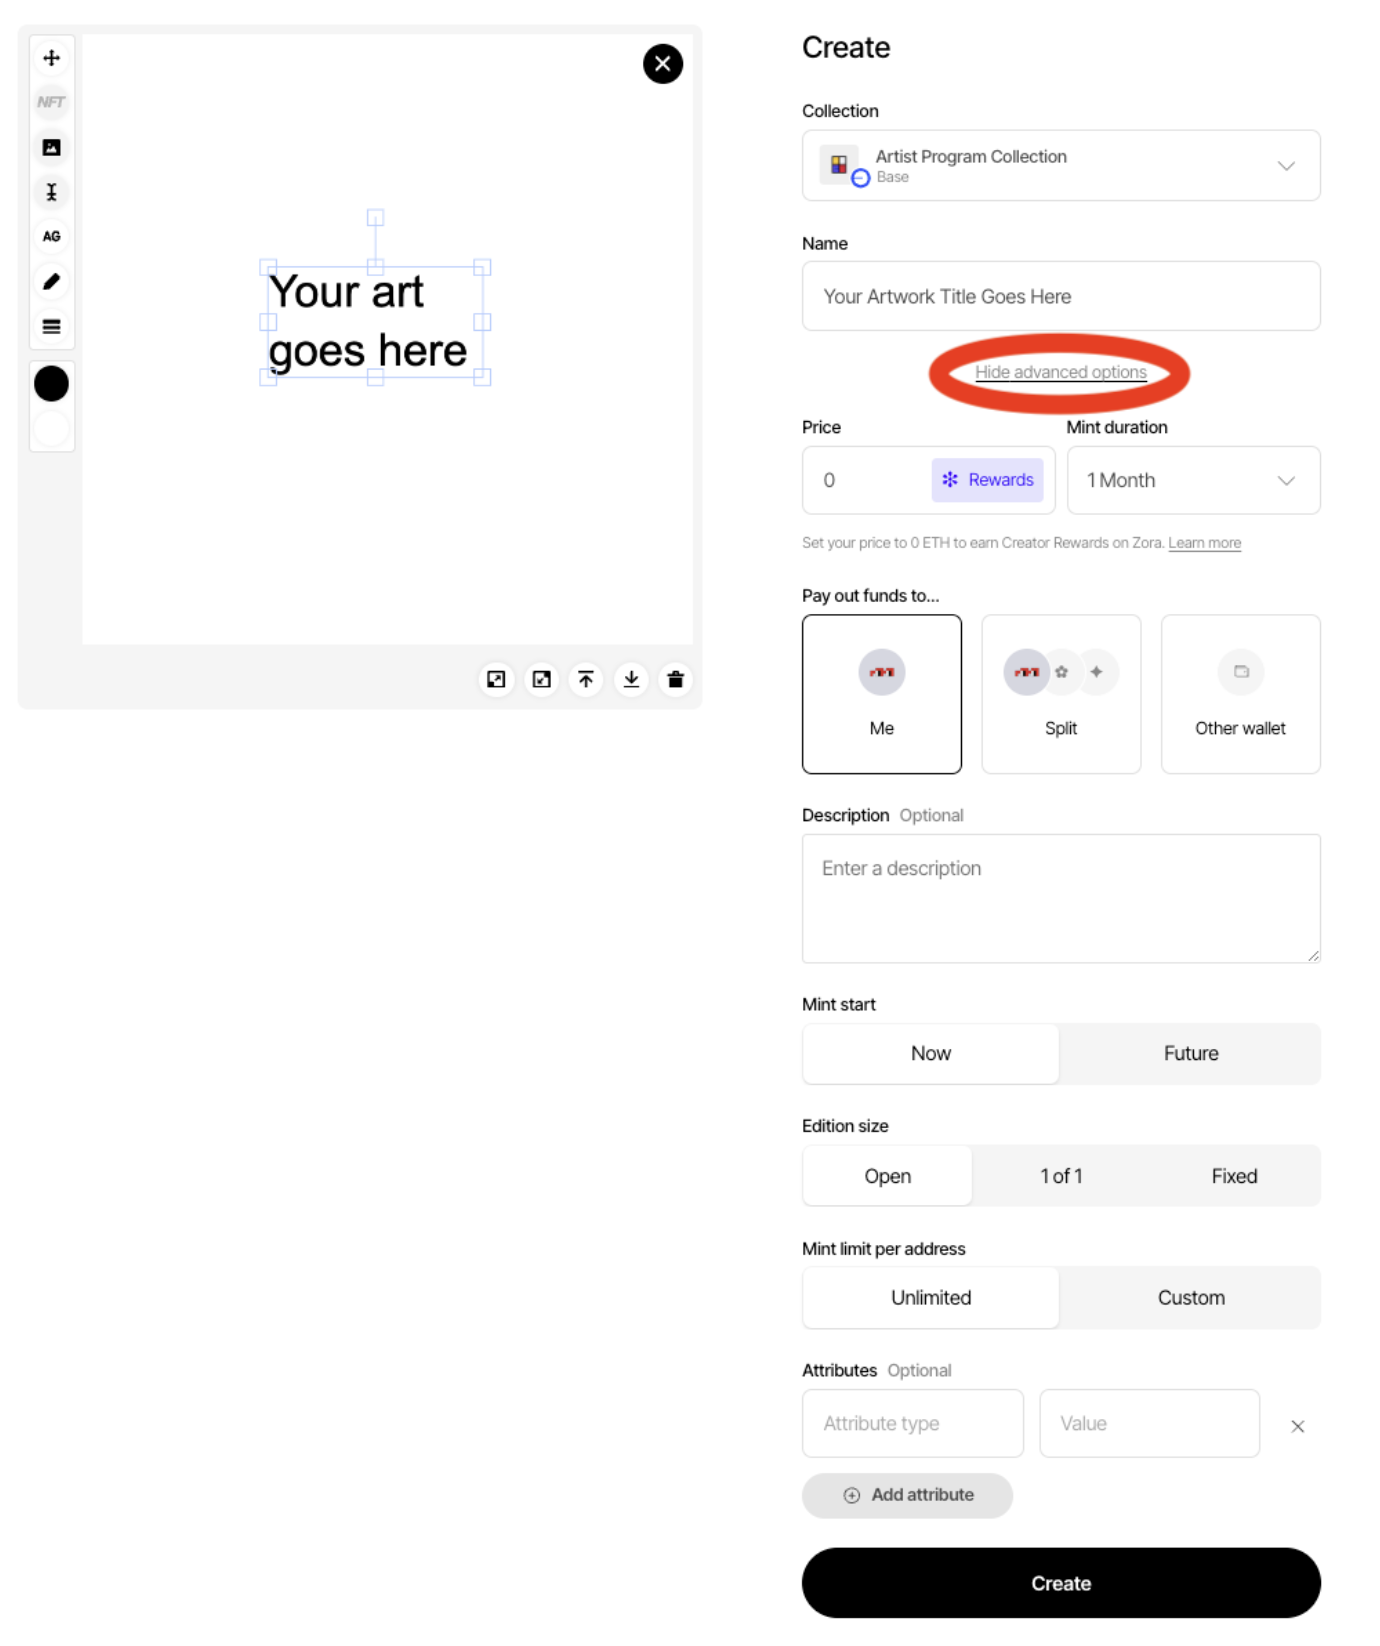 NFT
AG
Your art
goes here
Create
Collection
Artist Program Collection
Base
Name
Your Artwork Title Goes Here
Hide advanced options
Price
Mint duration
0
Rewards
1 Month
Set your price to 0 ETH to earn Creator Rewards on Zora. Learn more
Pay out funds to...
Me
Split
Other wallet
Description Optional
Enter a description
Mint start
Now
Future
Edition size
Open
1 of 1
Fixed
Mint limit per address
Unlimited
Custom
Attributes Optional
Attribute type
Value
Add attribute
Create